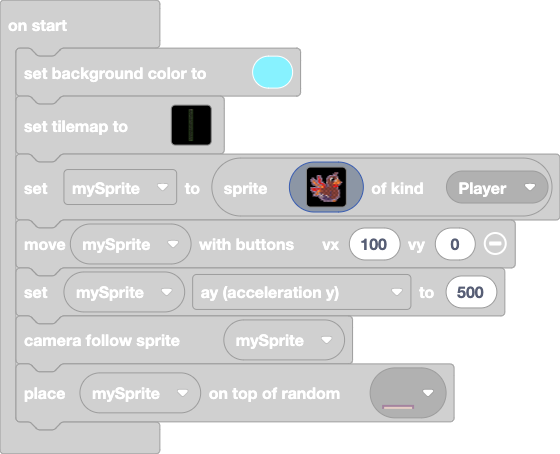 on start
set background color to
set tilemap to
set mySprite to sprite of kind Player
move mySprite with buttons vx 100 vy 0
set mySprite ay (acceleration y) to 500
camera follow sprite mySprite
place mySprite on top of random